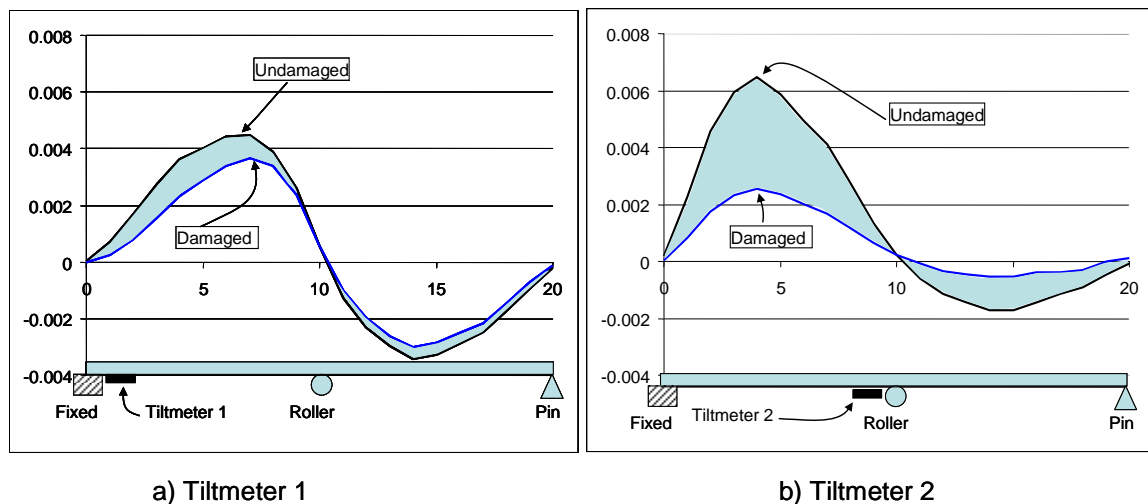 0.008
0.006
0.004
0.002
0
-0.002
-0.004
0 5 10 15 20
Undamaged
Damaged
Fixed Tiltmeter 1 Roller Pin
a) Tiltmeter 1
0.008
0.006
0.004
0.002
0
-0.002
-0.004
0 5 10 15 20
Undamaged
Damaged
Fixed Tiltmeter 2 Roller Pin
b) Tiltmeter 2